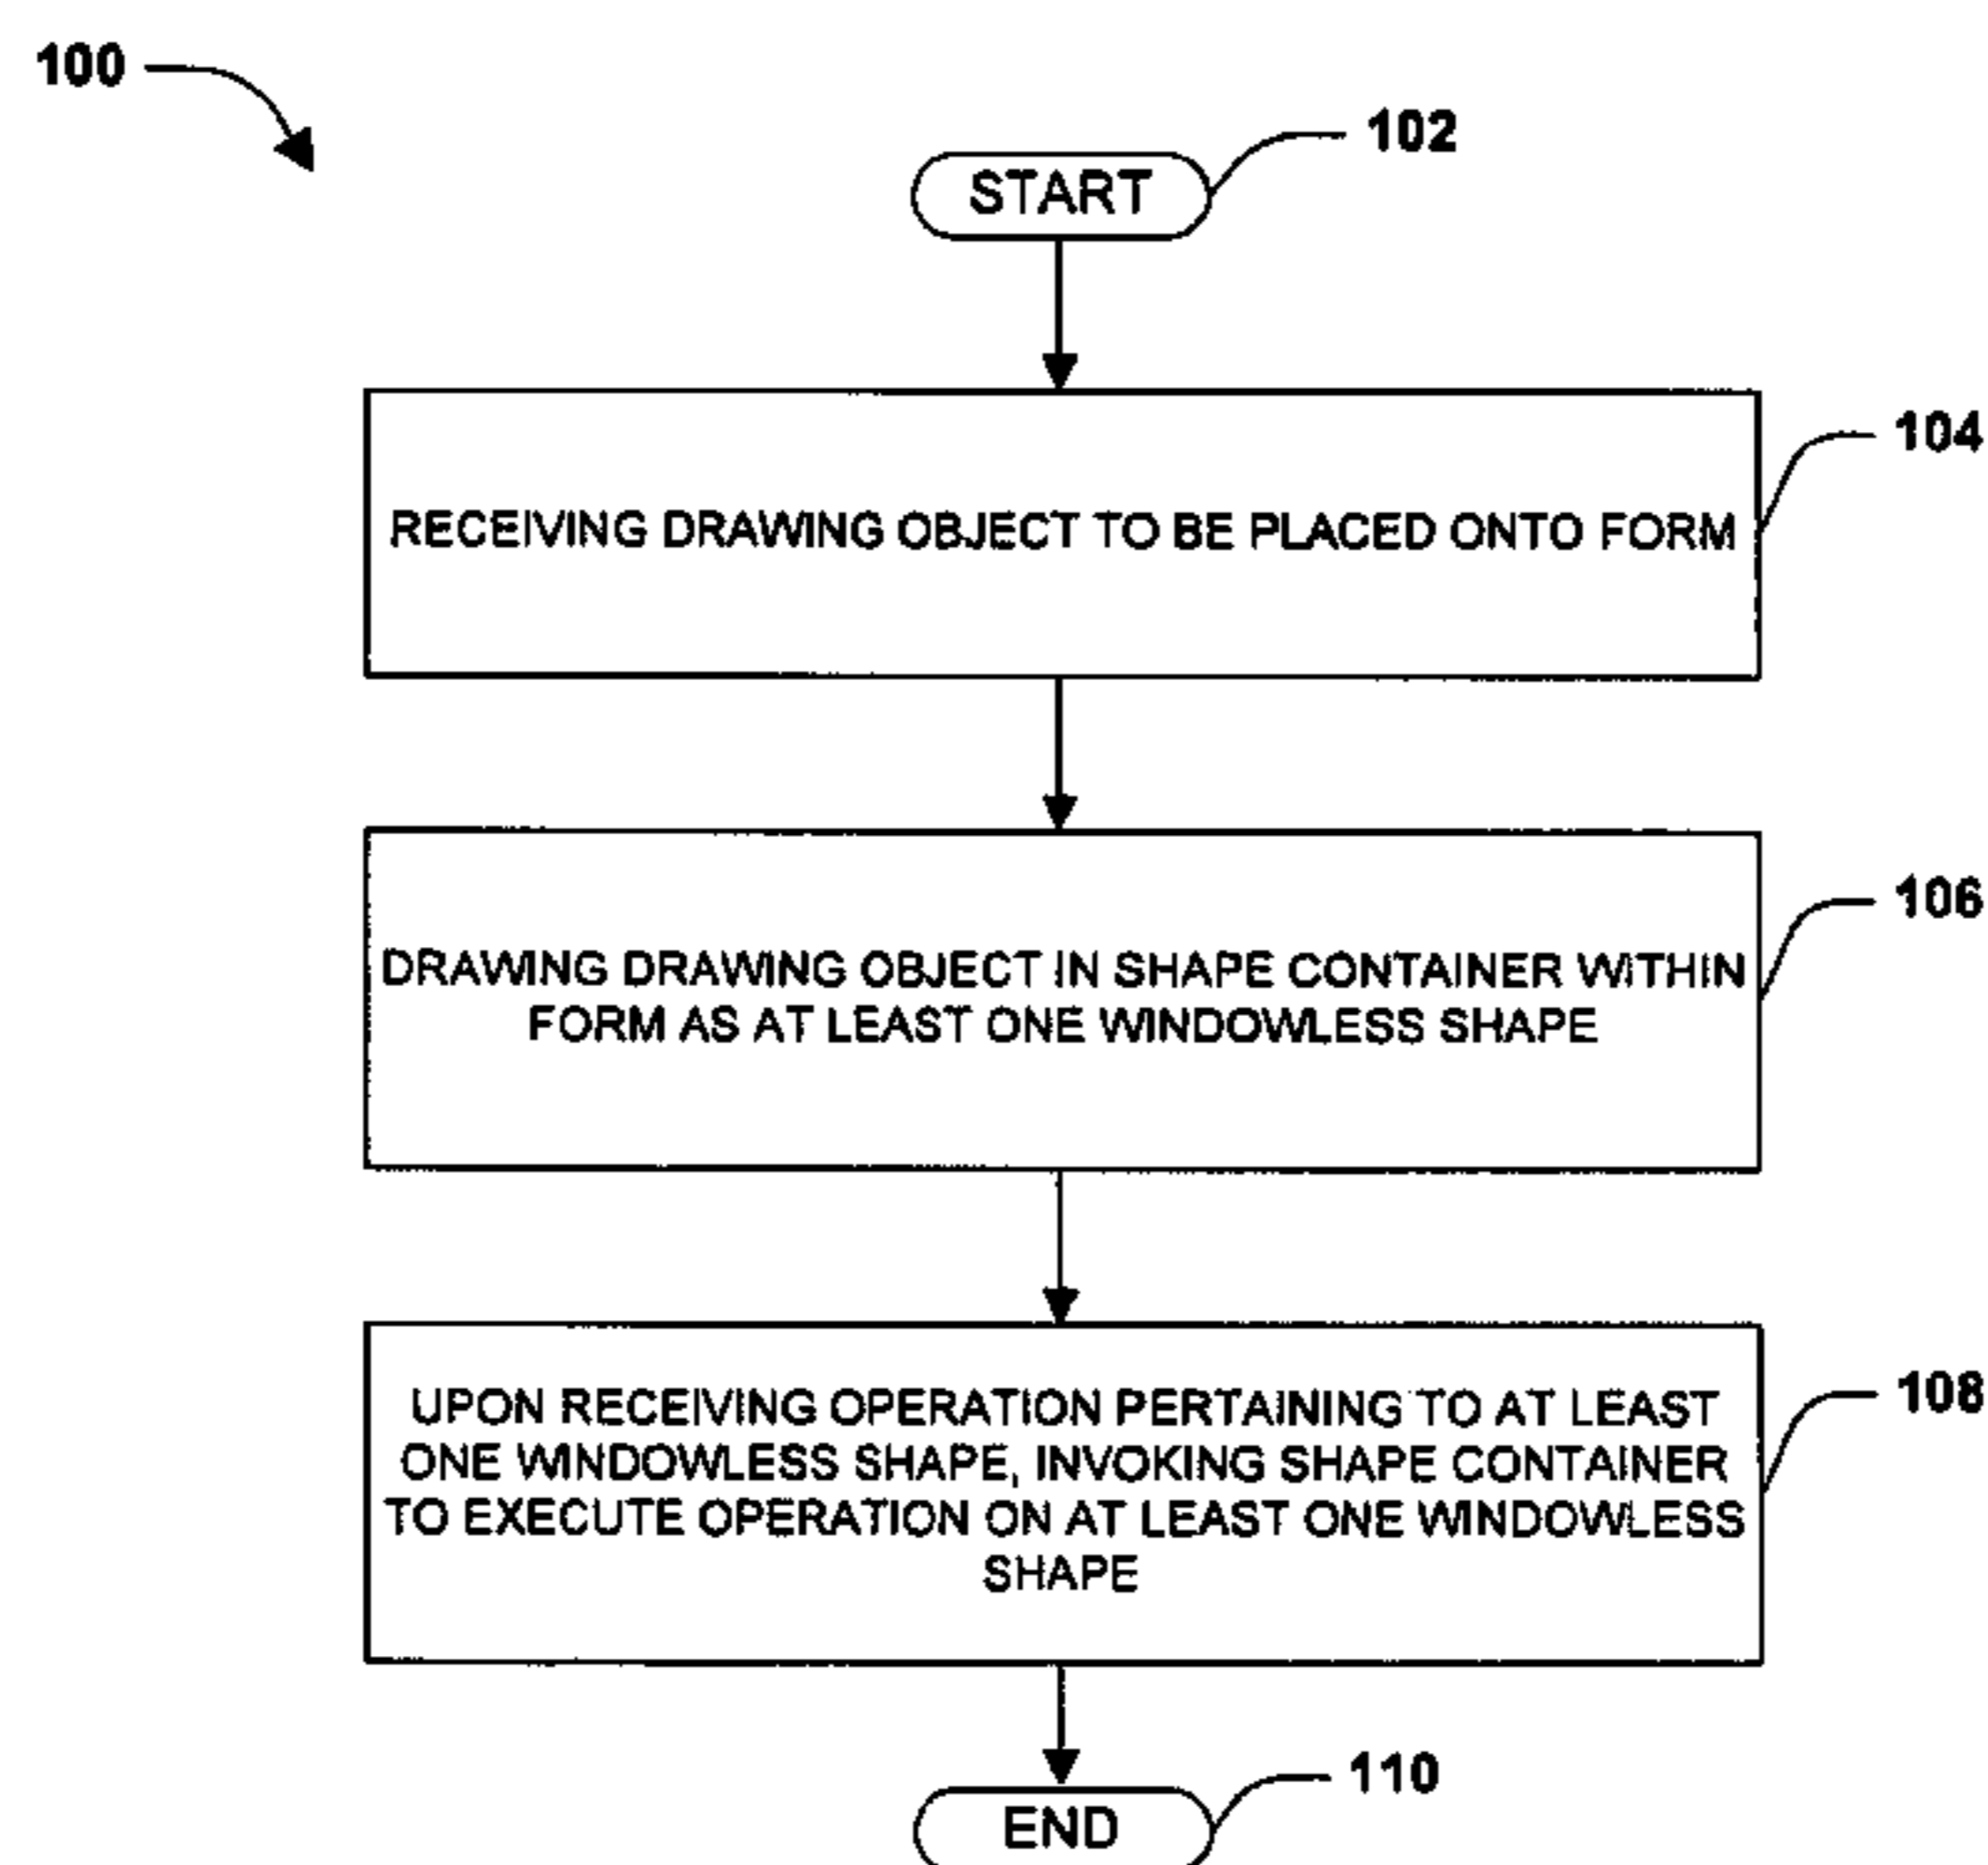 100
102
START
104
RECEIVING DRAWING OBJECT TO BE PLACED ONTO FORM
106
DRAWING DRAWING OBJECT IN SHAPE CONTAINER WITHIN
FORM AS AT LEAST ONE WINDOWLESS SHAPE
108
UPON RECEIVING OPERATION PERTAINING TO AT LEAST
ONE WINDOWLESS SHAPE, INVOKING SHAPE CONTAINER
TO EXECUTE OPERATION ON AT LEAST ONE WINDOWLESS
SHAPE
110
END